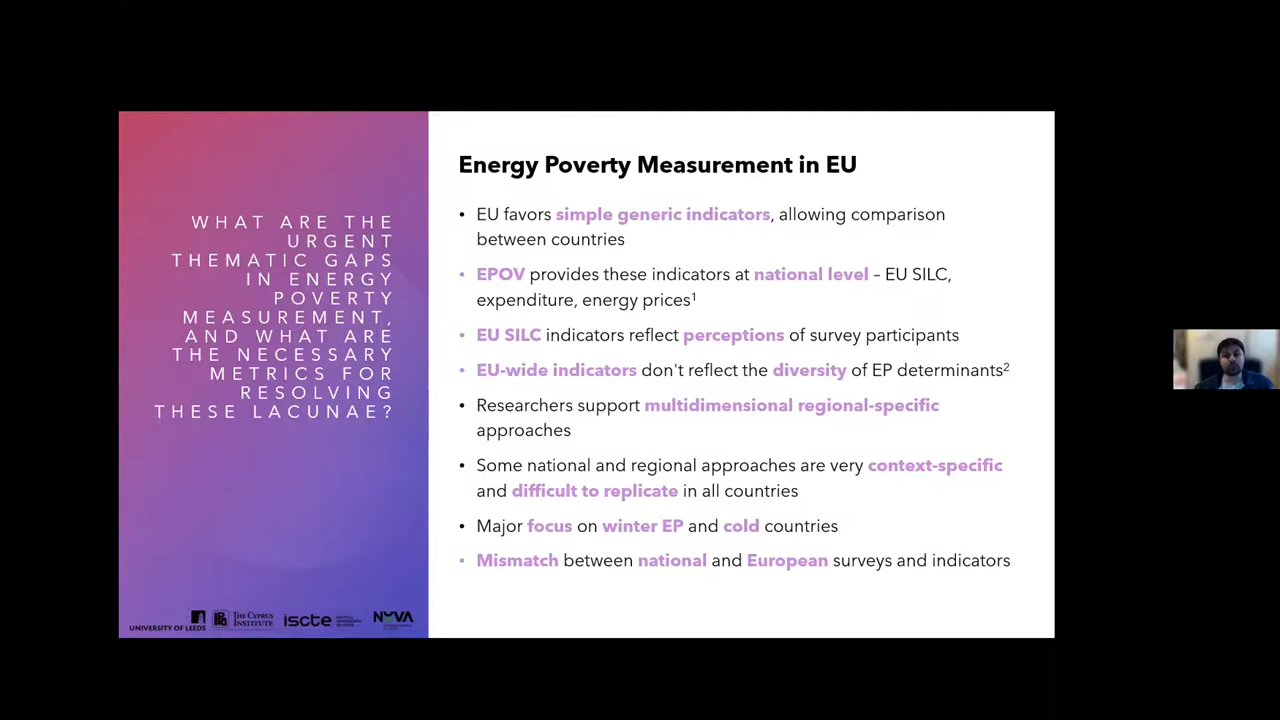 WHAT ARE THE
URGENT
THEMATIC GAPS
IN ENERGY
POVERTY
MEASUREMENT,
AND WHAT ARE
THE NECESSARY
METRICS FOR
RESOLVING
THESE LACUNAE?
UNIVERSITY OF LEEDS
THE CYPRUS
INSTITUTE
iscte
NOVA
Energy Poverty Measurement in EU
• EU favors simple generic indicators, allowing comparison
between countries
• EPOV provides these indicators at national level – EU SILC,
expenditure, energy prices¹
• EU SILC indicators reflect perceptions of survey participants
• EU-wide indicators don't reflect the diversity of EP determinants²
• Researchers support multidimensional regional-specific
approaches
• Some national and regional approaches are very context-specific
and difficult to replicate in all countries
• Major focus on winter EP and cold countries
• Mismatch between national and European surveys and indicators